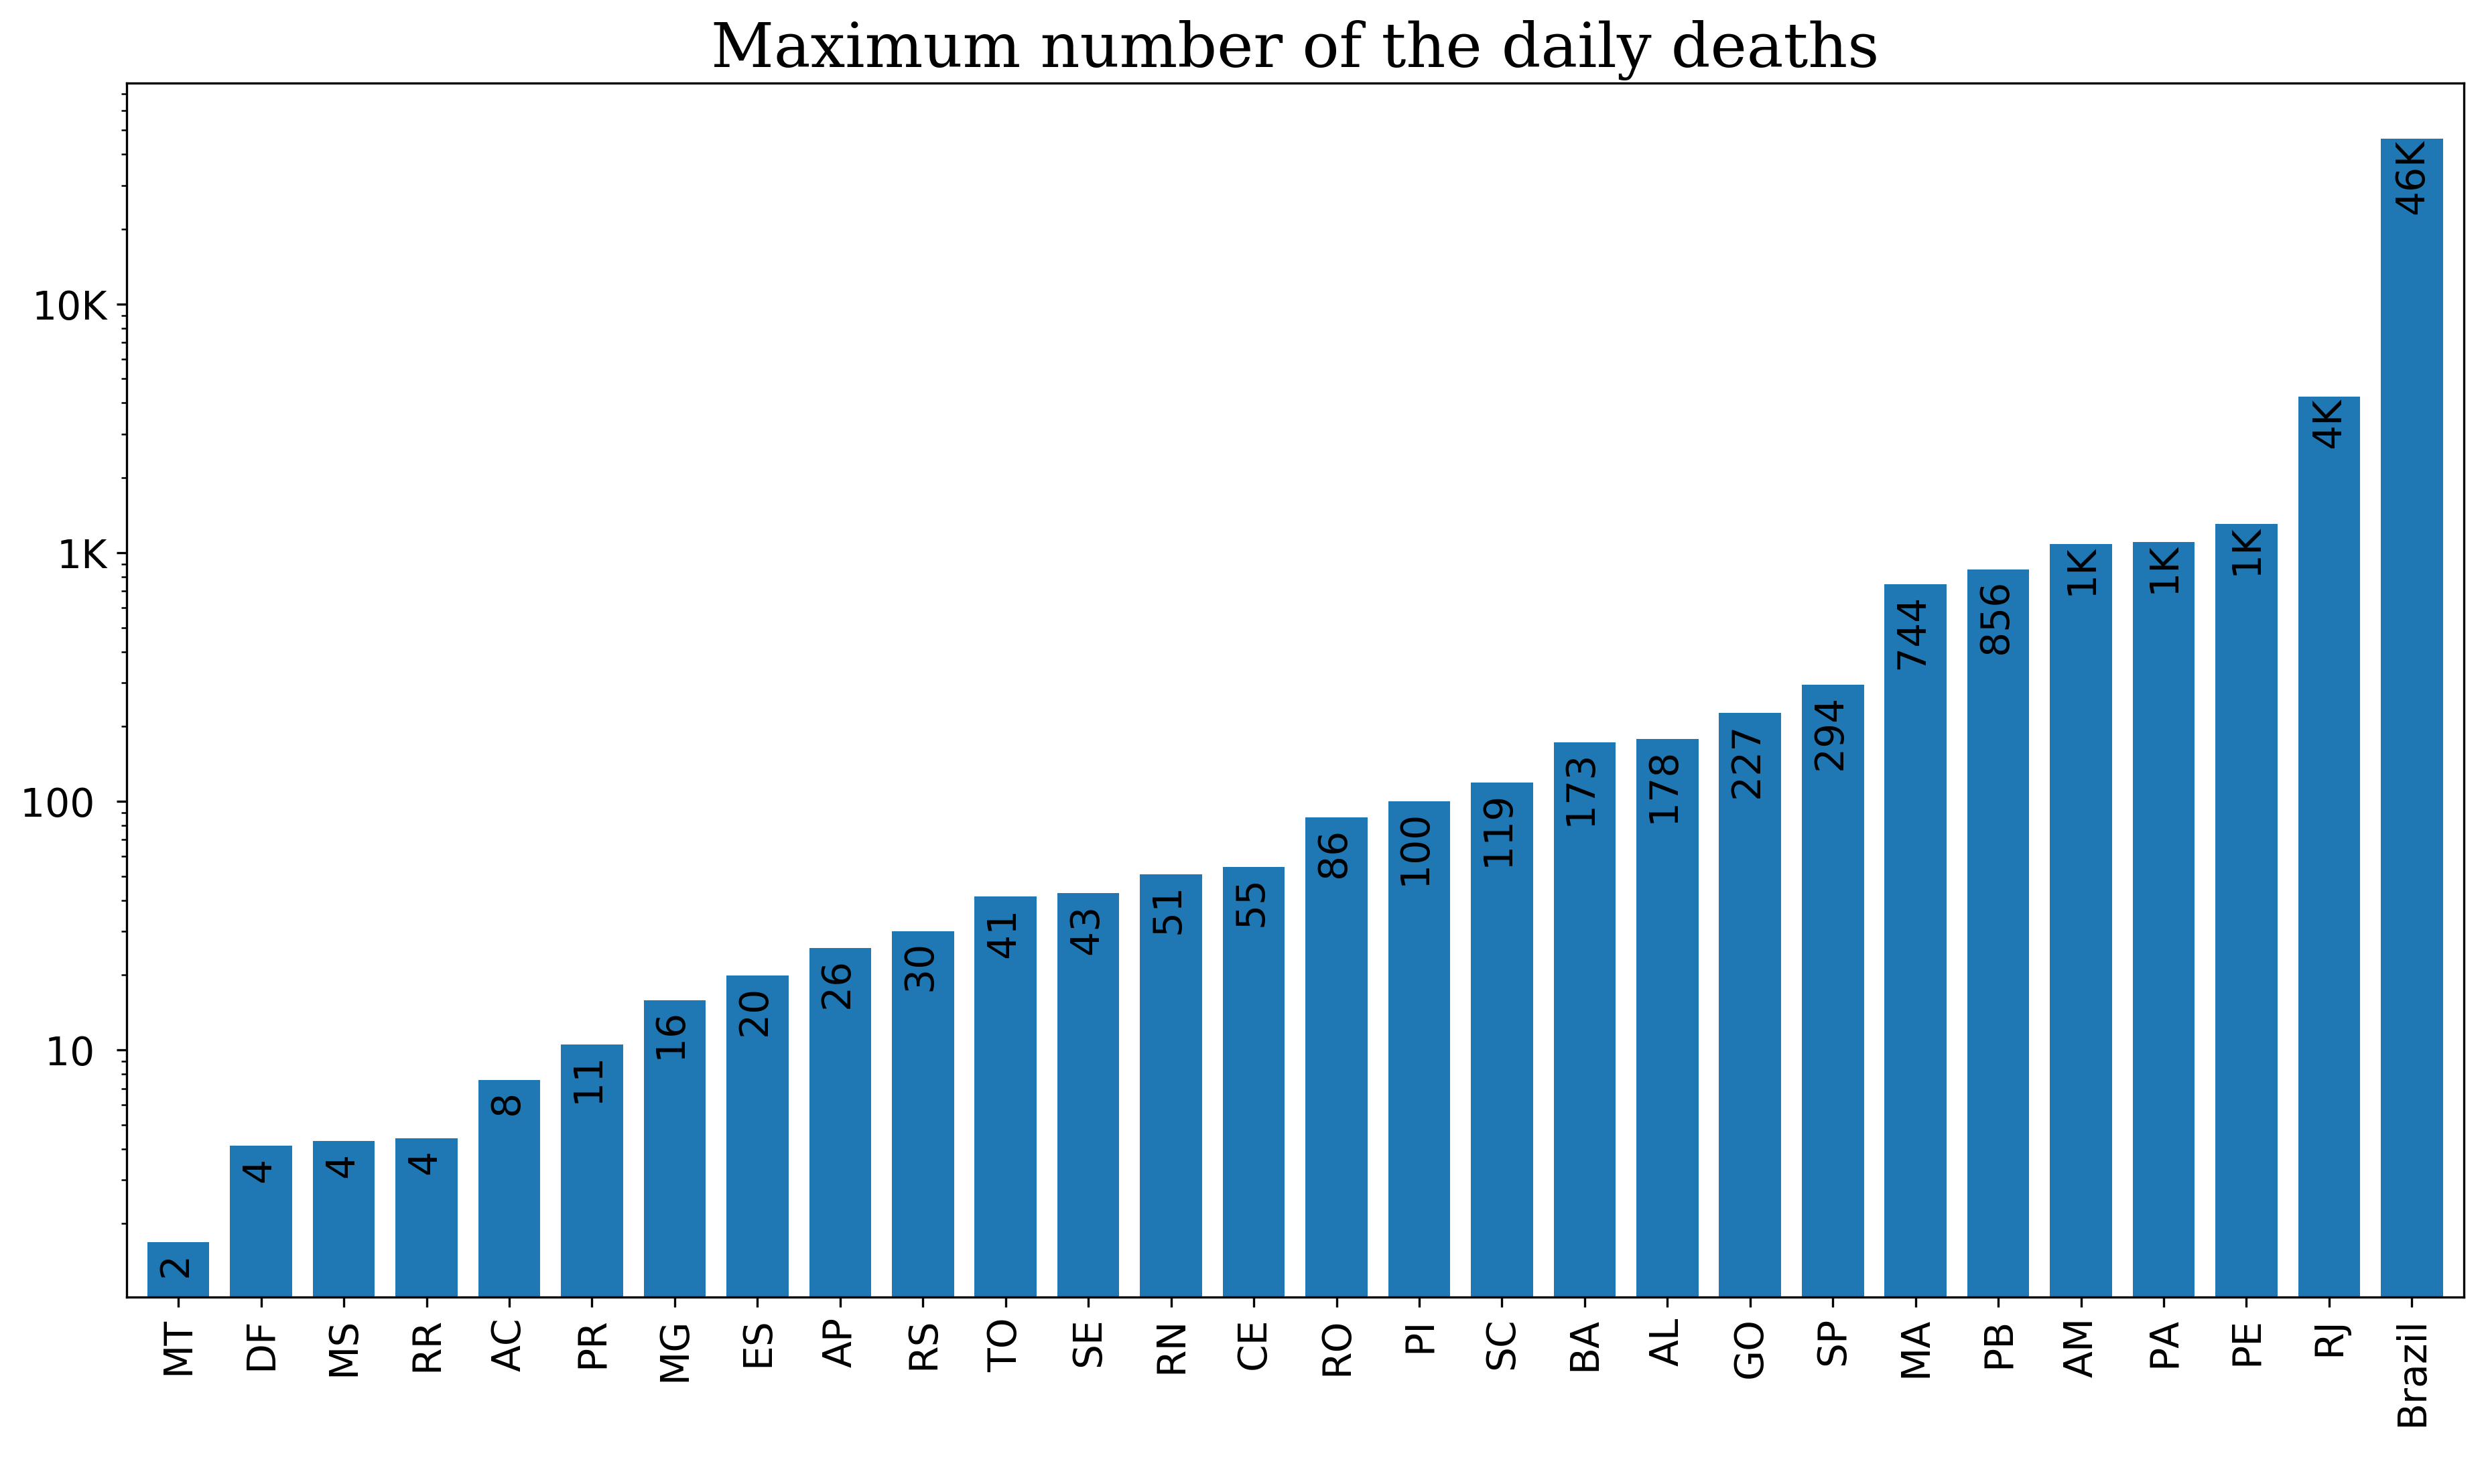 Maximum number of the daily deaths
10K
1K
100
10
2
4
4
4
8
11
16
20
26
30
41
43
51
55
86
100
119
173
178
227
294
744
856
1K
1K
1K
4K
46K
MT
DF
MS
RR
AC
PR
MG
ES
AP
RS
TO
SE
RN
CE
RO
PI
SC
BA
AL
GO
SP
MA
PB
AM
PA
PE
RJ
Brazil